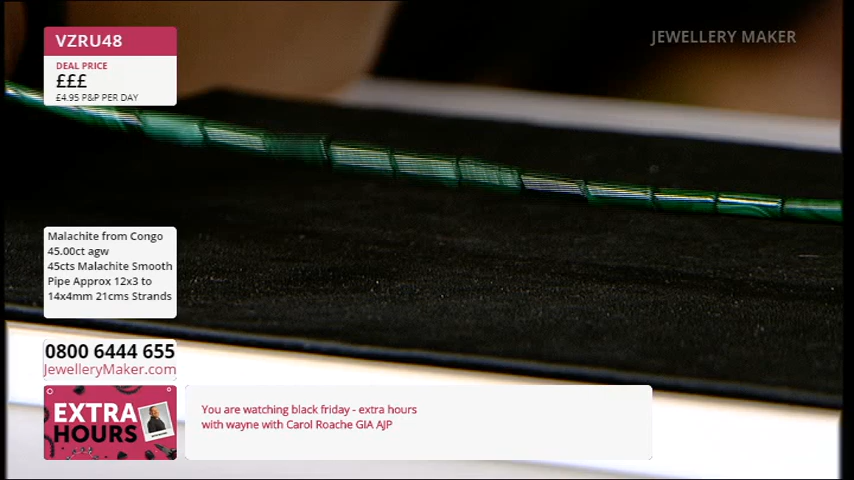 VZRU48
DEAL PRICE
£££
£4.95 P&P PER DAY
JEWELLERY MAKER
Malachite from Congo
45.00ct agw
45cts Malachite Smooth
Pipe Approx 12x3 to
14x4mm 21cms Strands
0800 6444 655
JewelleryMaker.com
EXTRA
HOURS
You are watching black friday - extra hours
with wayne with Carol Roache GIA AJP